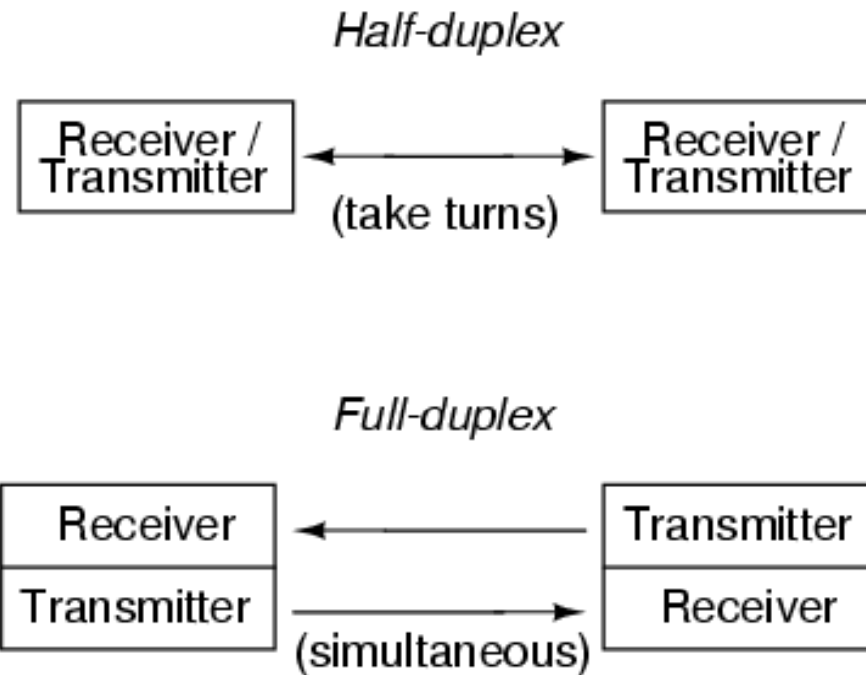 Half-duplex
Receiver / Receiver /
Transmitter Transmitter
(take turns)
Full-duplex
Receiver Transmitter
Transmitter Receiver
(simultaneous)